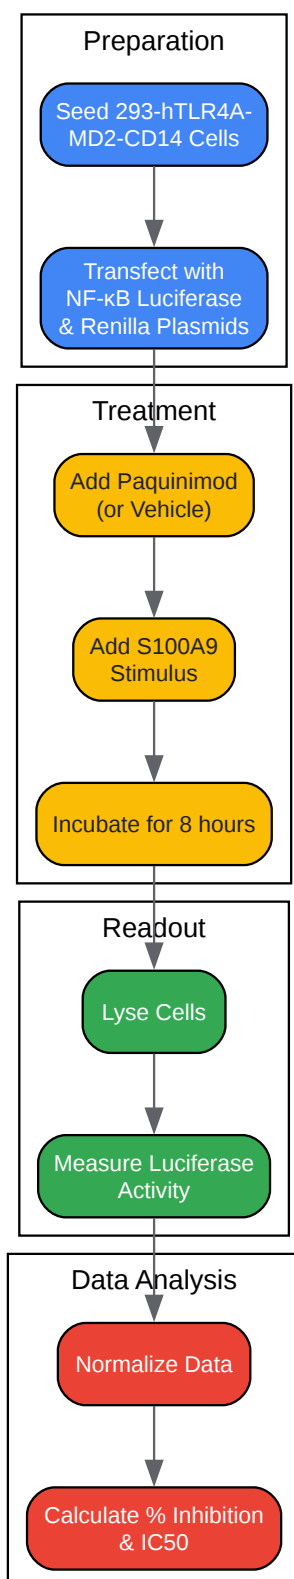 Preparation
Seed 293-hTLR4A-
MD2-CD14 Cells
Transfect with
NF-κB Luciferase
& Renilla Plasmids
Treatment
Add Paquinimod
(or Vehicle)
Add S100A9
Stimulus
Incubate for 8 hours
Readout
Lyse Cells
Measure Luciferase
Activity
Data Analysis
Normalize Data
Calculate % Inhibition
& IC50